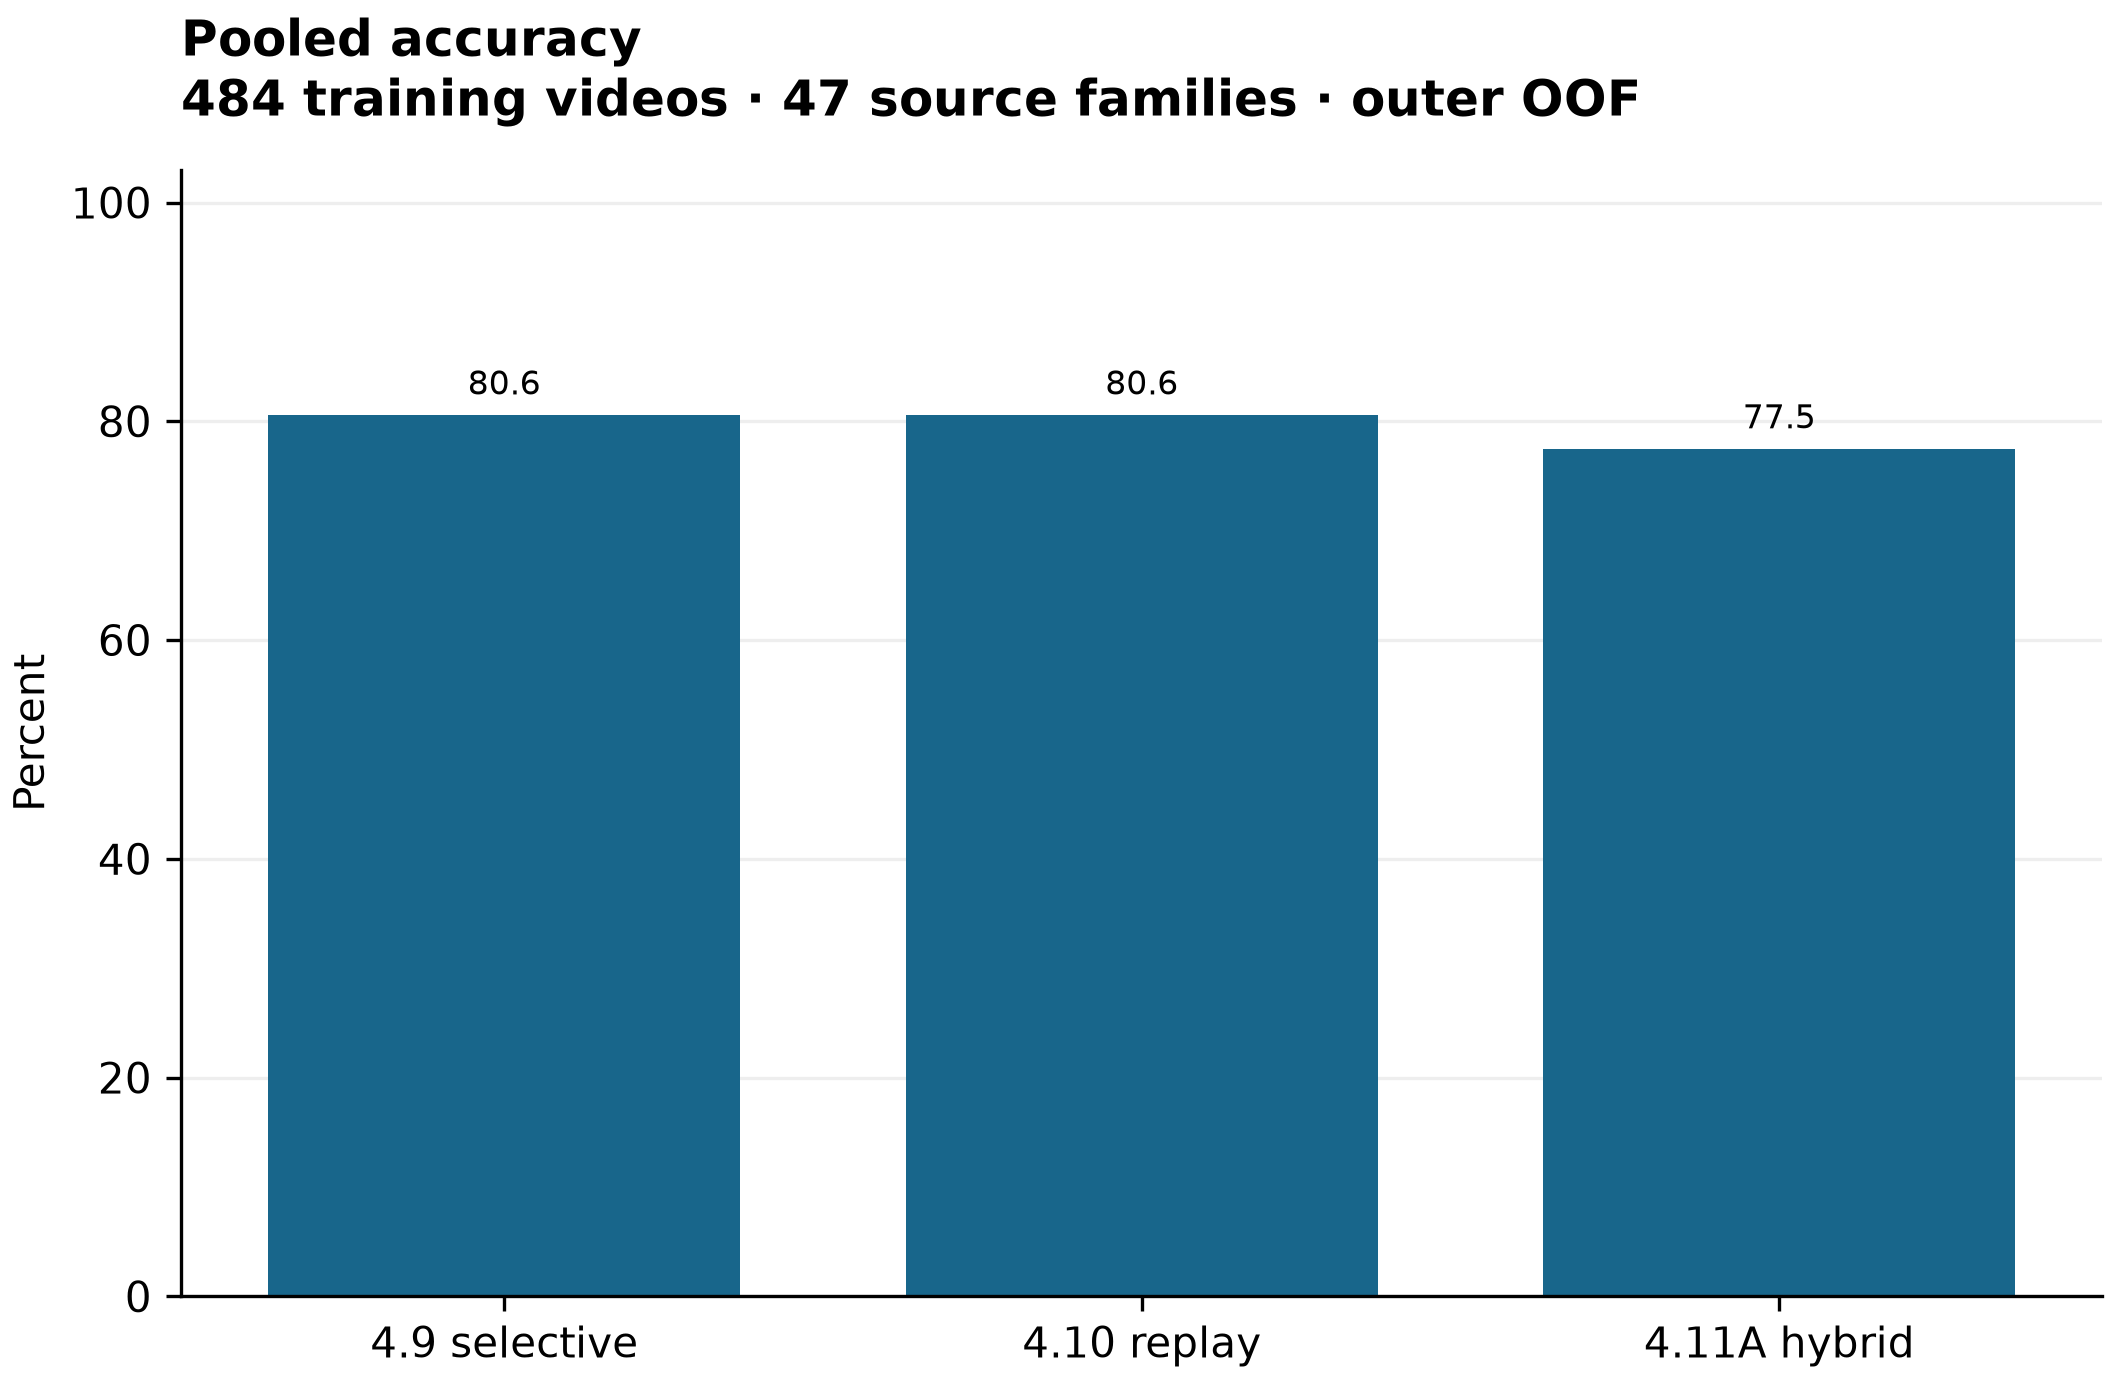 Pooled accuracy
484 training videos · 47 source families · outer OOF
100
80
60
40
20
0
Percent
80.6
80.6
77.5
4.9 selective
4.10 replay
4.11A hybrid